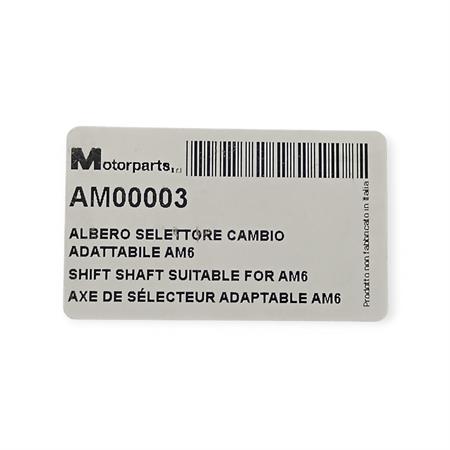 Motorparts s.r.l.
AM00003
ALBERO SELETTORE CAMBIO
ADATTABILE AM6
SHIFT SHAFT SUITABLE FOR AM6
AXE DE SÉLECTEUR ADAPTABLE AM6
Prodotto non fabbricato in Italia